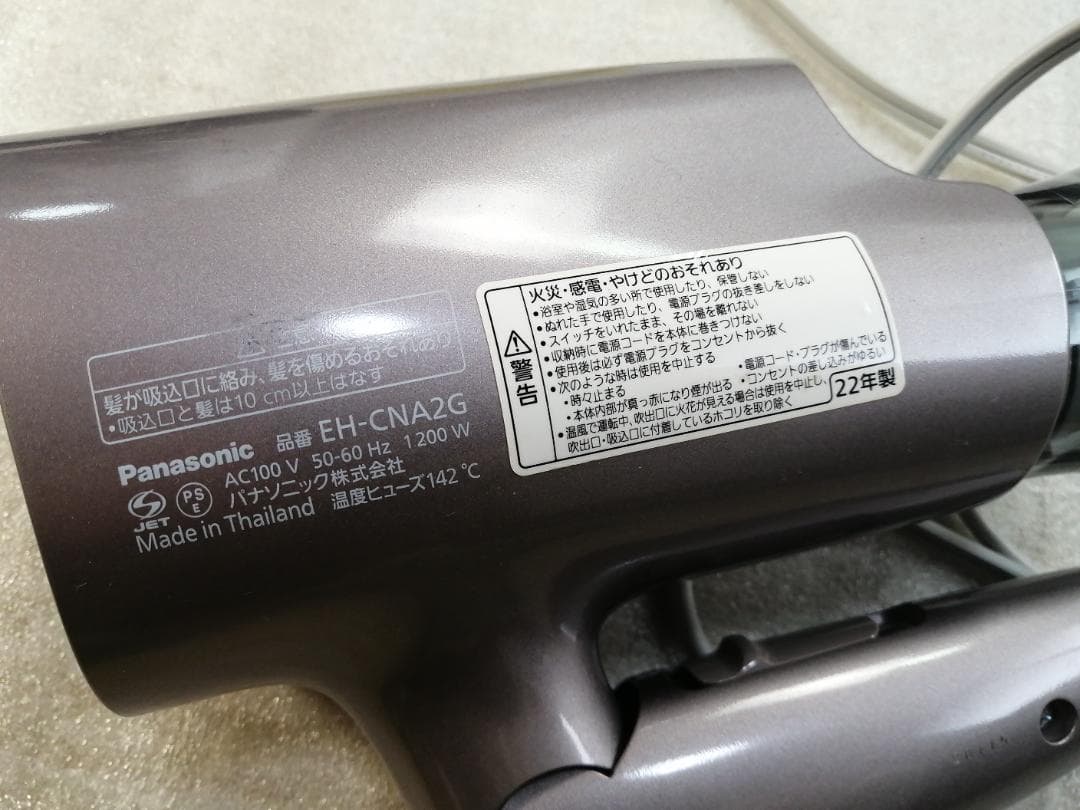 髪が吸込口に絡み、髪を傷めるおそれあり
・吸込口と髪は10 cm以上はなす
Panasonic 品番 EH-CNA2G
AC100 V 50-60 Hz 1200 W
パナソニック株式会社
JET PS E
Made in Thailand 温度ヒューズ142 ℃
警告
火災・感電・やけどのおそれあり
•浴室や湿気の多い所で使用したり、保管しない
•ぬれた手で使用したり、電源プラグの抜き差しをしない
•スイッチをいれたまま、その場を離れない
•収納時に電源コードを本体に巻きつけない
•使用後は必ず電源プラグをコンセントから抜く
•次のような時は使用を中止する
・時々止まる
・電源コード・プラグが傷んでいる
・本体内部が真っ赤になり煙が出る
・コンセントの差し込みがゆるい
•温風で運転中、吹出口に火花が見える場合は使用を中止し、
吹出口・吸込口に付着しているホコリを取り除く
22年製